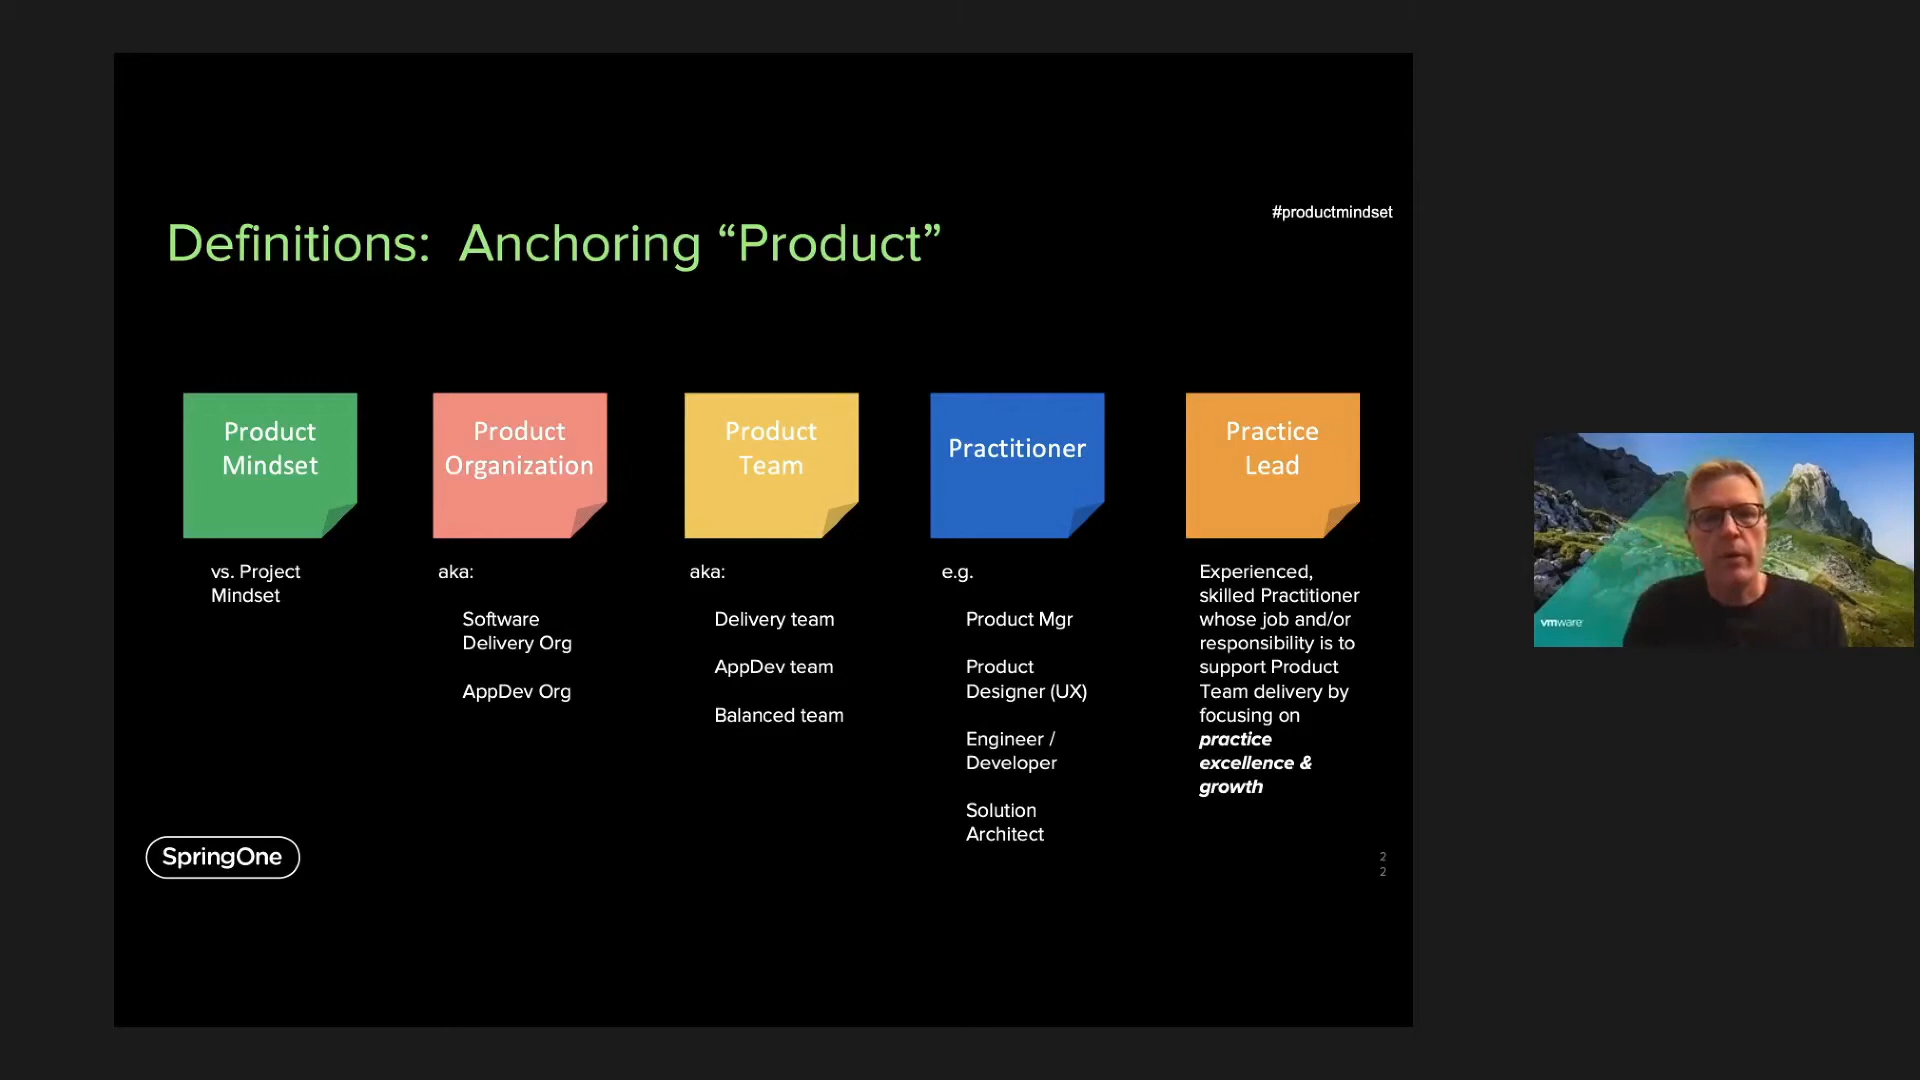 #productmindset
Definitions:  Anchoring “Product”
Product
Mindset
vs. Project
Mindset
Product
Organization
aka:
Software
Delivery Org
AppDev Org
Product
Team
aka:
Delivery team
AppDev team
Balanced team
Practitioner
e.g.
Product Mgr
Product
Designer (UX)
Engineer /
Developer
Solution
Architect
Practice
Lead
Experienced,
skilled Practitioner
whose job and/or
responsibility is to
support Product
Team delivery by
focusing on
practice
excellence &
growth
SpringOne
2
2
vmware